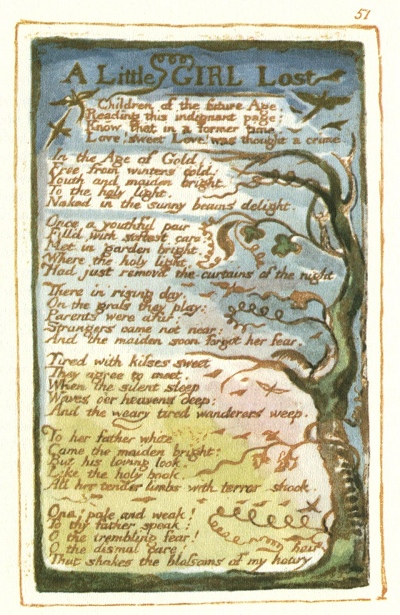 51
A Little GIRL Lost
Children of the future Age,
Reading this indignant page:
Know that in a former time
Love! sweet Love! was thought a crime.
In the Age of Gold,
Free from winters cold:
Youth and maiden bright,
To the holy light,
Naked in the sunny beams delight.
Once a youthful pair
Fill'd with softest care:
Met in garden bright,
Where the holy light,
Had just remov'd the curtains of the night.
There in rising day,
On the grass they play:
Parents were afar:
Strangers came not near:
And the maiden soon forgot her fear.
Tired with kisses sweet
They agree to meet,
When the silent sleep
Waves o'er heavens deep:
And the weary tired wanderers weep.
To her father white
Came the maiden bright:
But his loving look,
Like the holy book,
All her tender limbs with terror shook.
Ona! pale and weak!
To thy father speak:
O the trembling fear!
O the dismal care!
That shakes the blossoms of my hoary hair